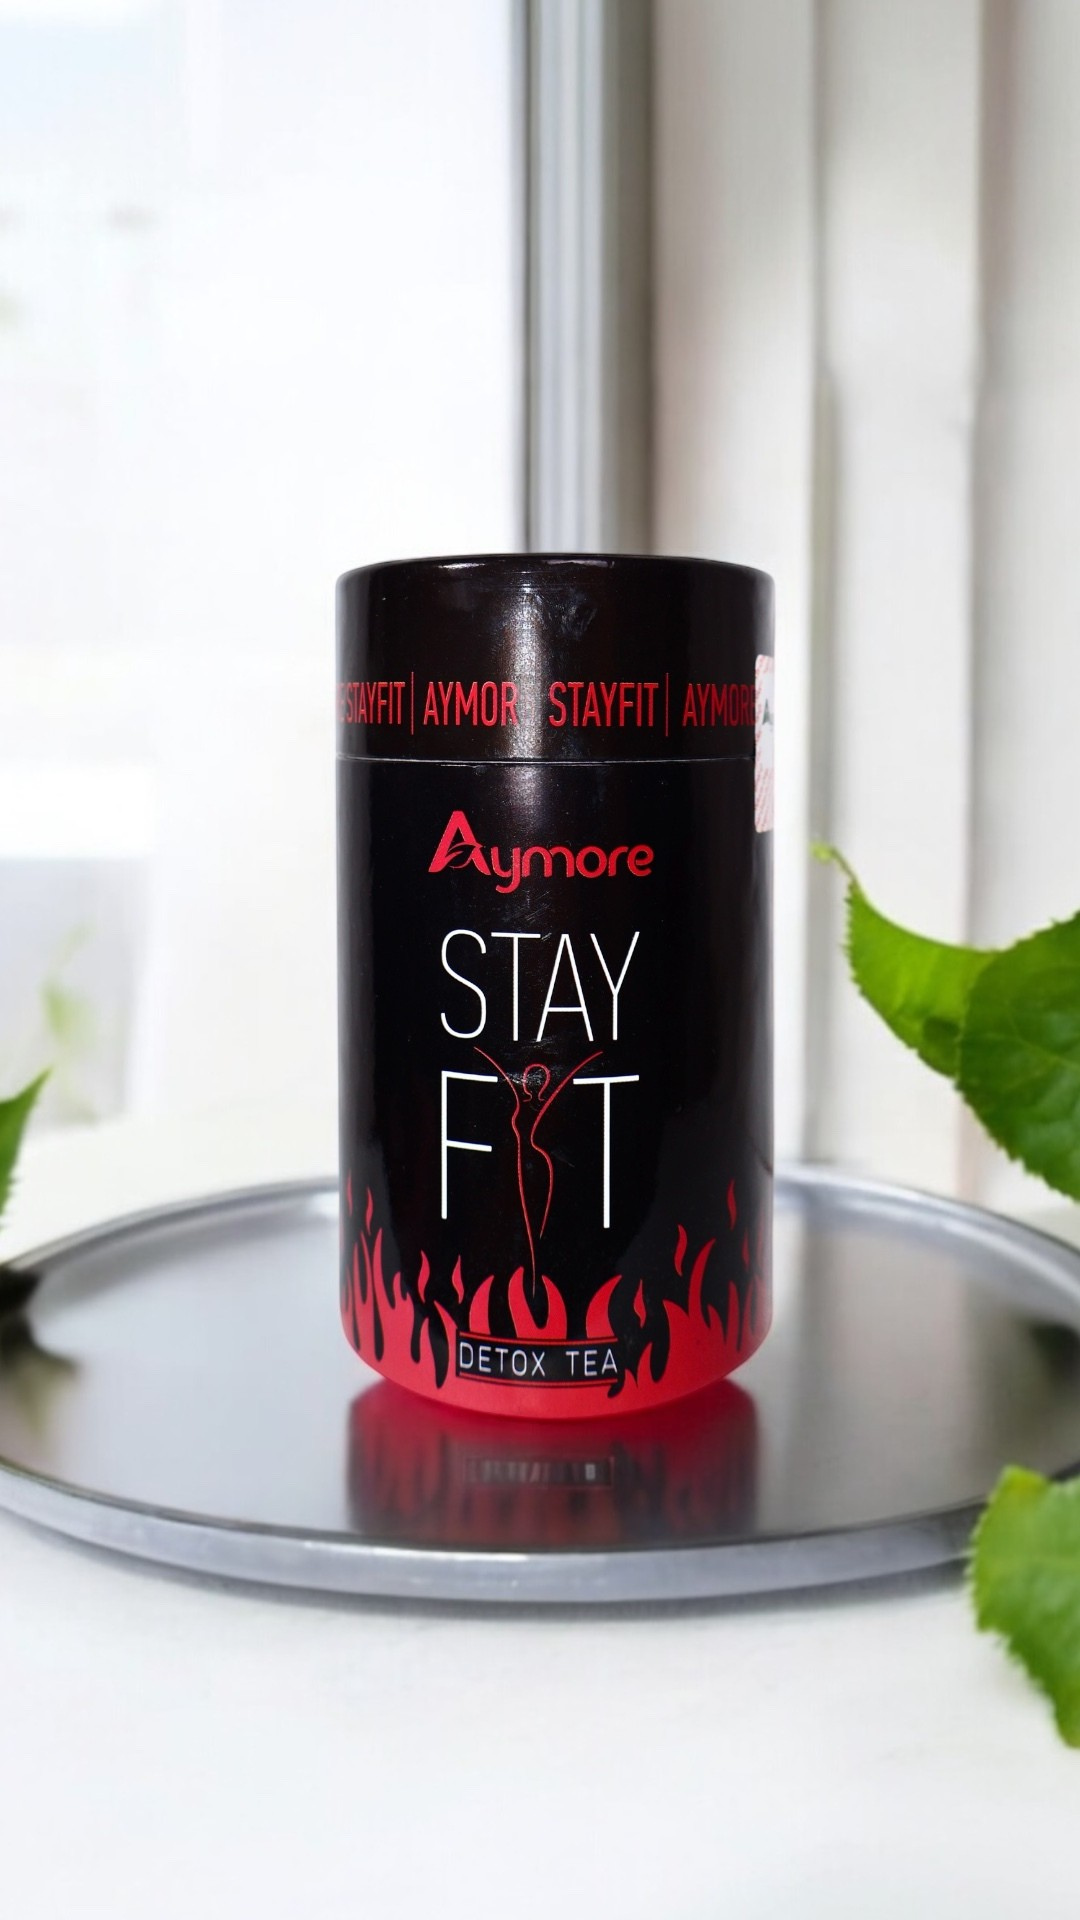 STAYFIT | AYMOR STAYFIT | AYMORE
Aymore
STAY
FIT
DETOX TEA